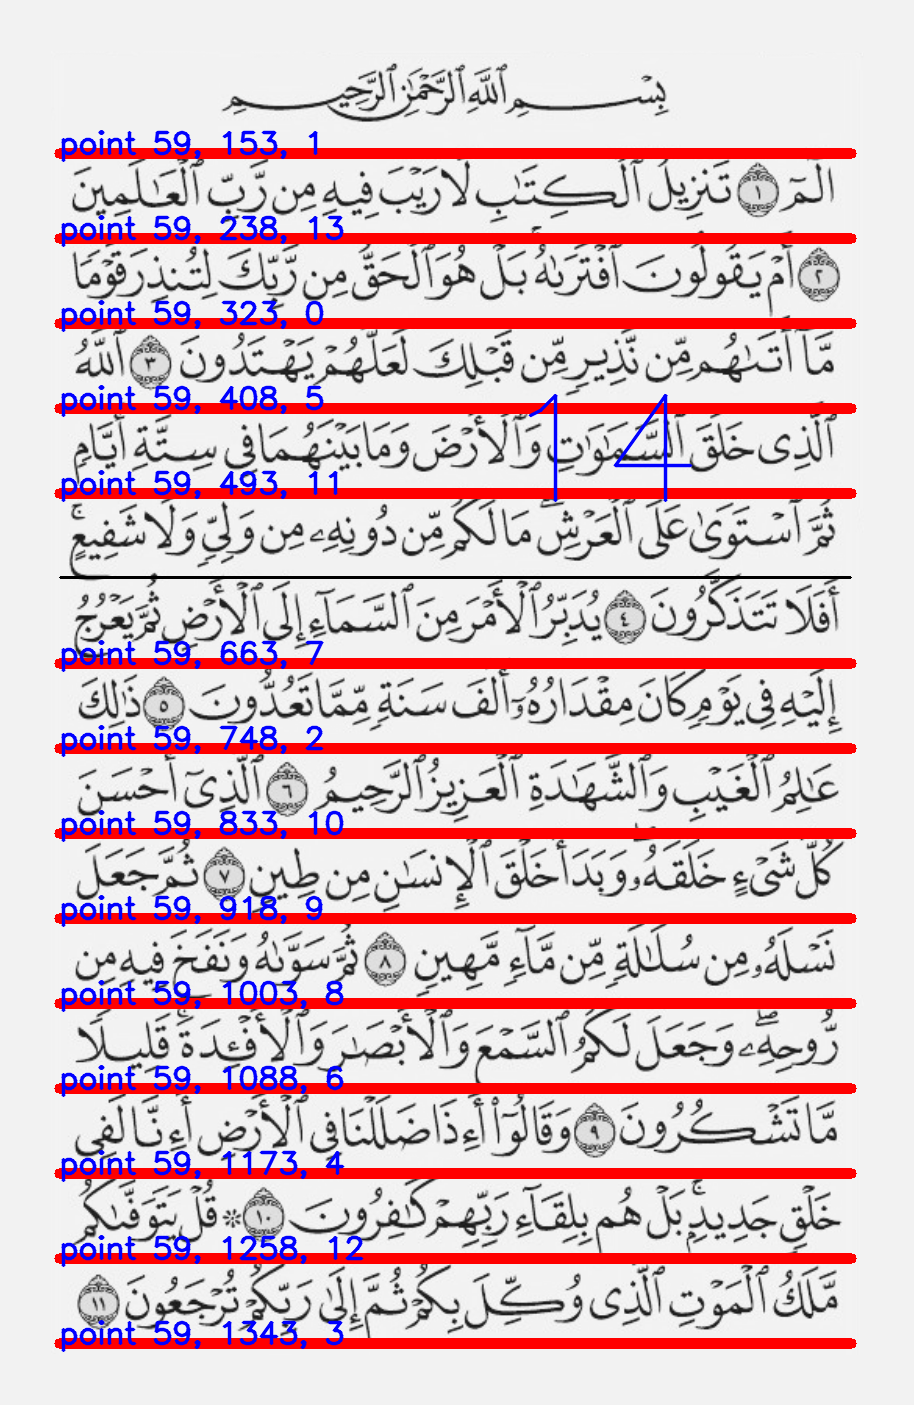 بِسْمِ ٱللَّهِ ٱلرَّحْمَٰنِ ٱلرَّحِيمِ
point 59, 153, 1
الٓمٓ ١ تَنزِيلُ ٱلْكِتَٰبِ لَا رَيْبَ فِيهِ مِن رَّبِّ ٱلْعَٰلَمِينَ
point 59, 238, 13
٢ أَمْ يَقُولُونَ ٱفْتَرَىٰهُ بَلْ هُوَ ٱلْحَقُّ مِن رَّبِّكَ لِتُنذِرَ قَوْمًا
point 59, 323, 0
مَّآ أَتَىٰهُم مِّن نَّذِيرٍ مِّن قَبْلِكَ لَعَلَّهُمْ يَهْتَدُونَ ٣ ٱللَّهُ
point 59, 408, 5
14
ٱلَّذِى خَلَقَ ٱلسَّمَٰوَٰتِ وَٱلْأَرْضَ وَمَا بَيْنَهُمَا فِى سِتَّةِ أَيَّامٍ
point 59, 493, 11
ثُمَّ ٱسْتَوَىٰ عَلَى ٱلْعَرْشِ ۖ مَا لَكُم مِّن دُونِهِۦ مِن وَلِىٍّ وَلَا شَفِيعٍ ۚ
أَفَلَا تَتَذَكَّرُونَ ٤ يُدَبِّرُ ٱلْأَمْرَ مِنَ ٱلسَّمَآءِ إِلَى ٱلْأَرْضِ ثُمَّ يَعْرُجُ
point 59, 663, 7
إِلَيْهِ فِى يَوْمٍ كَانَ مِقْدَارُهُۥٓ أَلْفَ سَنَةٍ مِّمَّا تَعُدُّونَ ٥ ذَٰلِكَ
point 59, 748, 2
عَٰلِمُ ٱلْغَيْبِ وَٱلشَّهَٰدَةِ ٱلْعَزِيزُ ٱلرَّحِيمُ ٦ ٱلَّذِىٓ أَحْسَنَ
point 59, 833, 10
كُلَّ شَىْءٍ خَلَقَهُۥ ۖ وَبَدَأَ خَلْقَ ٱلْإِنسَٰنِ مِن طِينٍ ٧ ثُمَّ جَعَلَ
point 59, 918, 9
نَسْلَهُۥ مِن سُلَٰلَةٍ مِّن مَّآءٍ مَّهِينٍ ٨ ثُمَّ سَوَّىٰهُ وَنَفَخَ فِيهِ مِن
point 59, 1003, 8
رُّوحِهِۦ ۖ وَجَعَلَ لَكُمُ ٱلسَّمْعَ وَٱلْأَبْصَٰرَ وَٱلْأَفْـِٔدَةَ ۚ قَلِيلًا
point 59, 1088, 6
مَّا تَشْكُرُونَ ٩ وَقَالُوٓا۟ أَءِذَا ضَلَلْنَا فِى ٱلْأَرْضِ أَءِنَّا لَفِى
point 59, 1173, 4
خَلْقٍ جَدِيدٍۭ ۚ بَلْ هُم بِلِقَآءِ رَبِّهِمْ كَٰفِرُونَ ١٠ ۞ قُلْ يَتَوَفَّىٰكُم
point 59, 1258, 12
مَّلَكُ ٱلْمَوْتِ ٱلَّذِى وُكِّلَ بِكُمْ ثُمَّ إِلَىٰ رَبِّكُمْ تُرْجَعُونَ ١١
point 59, 1343, 3